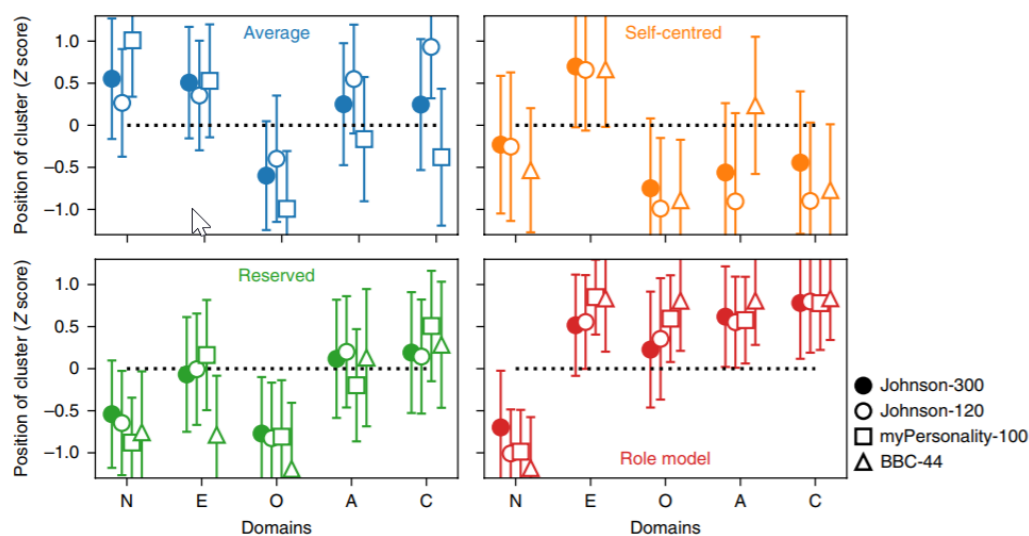 Average
Self-centred
Position of cluster (Z score)
1.0
0.5
0
−0.5
−1.0
Reserved
Role model
Position of cluster (Z score)
1.0
0.5
0
−0.5
−1.0
N E O A C
N E O A C
Domains
Domains
Johnson-300
Johnson-120
myPersonality-100
BBC-44